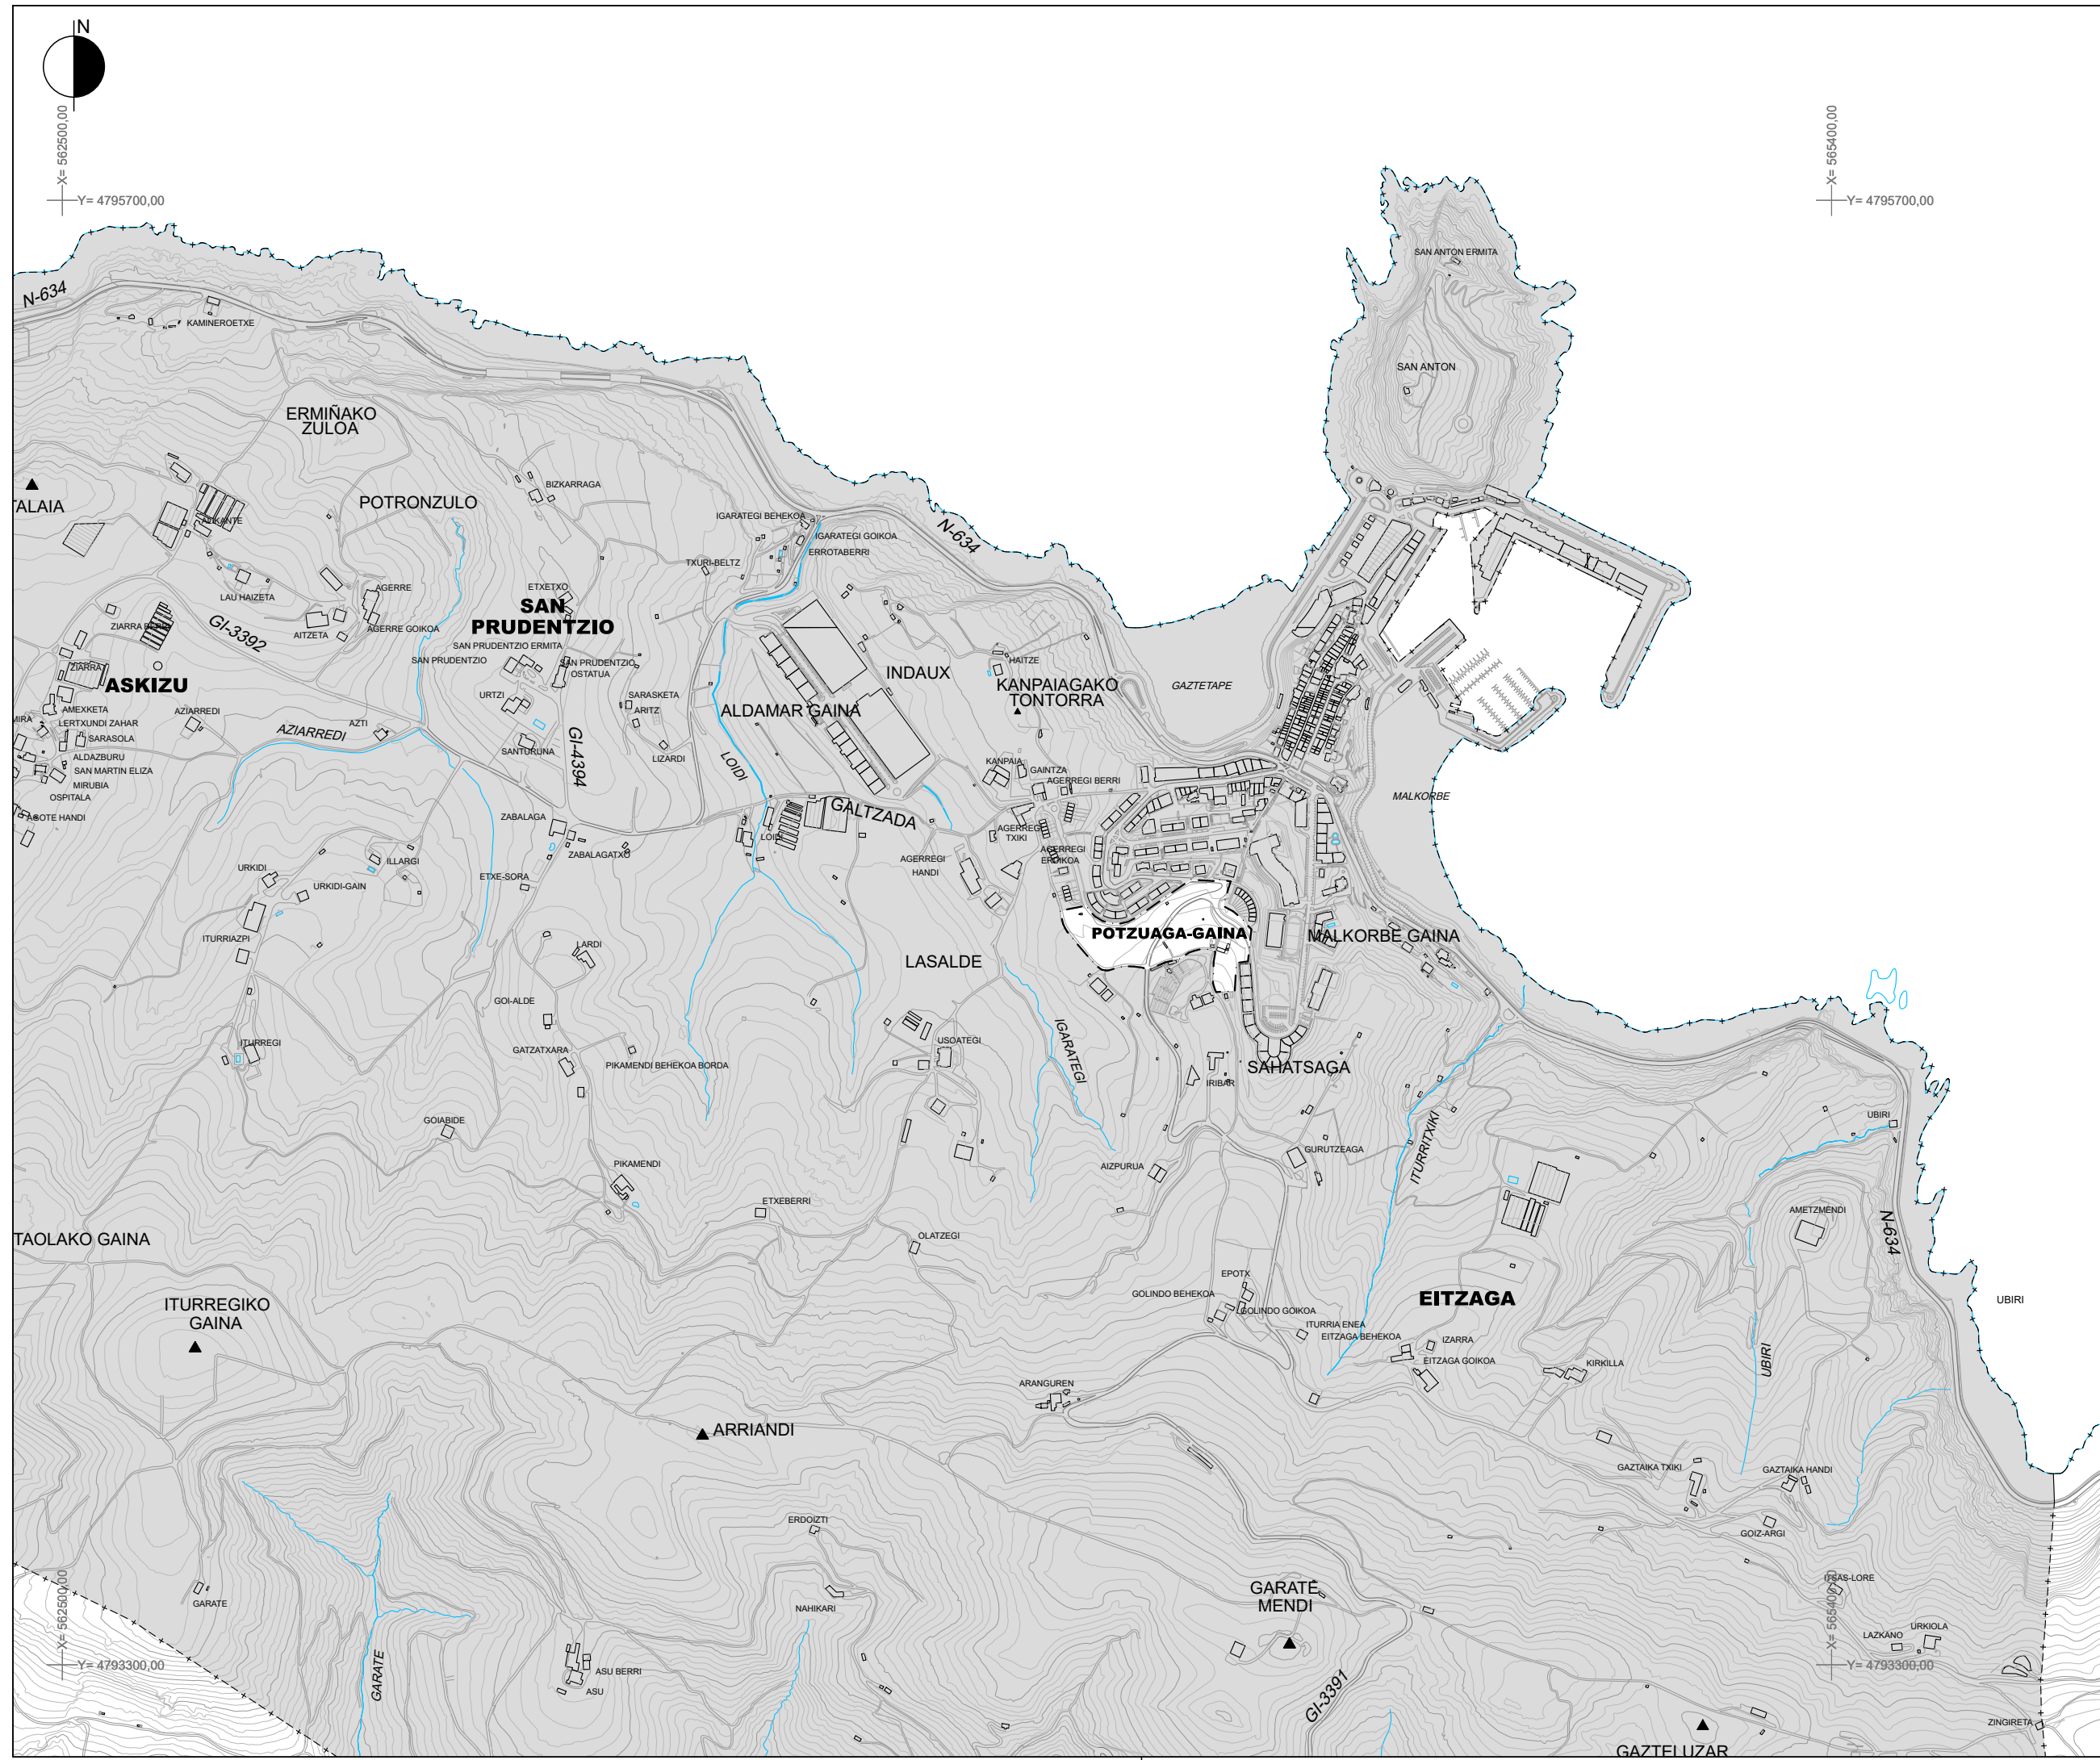 N
X= 562500,00
Y= 4795700,00
X= 565400,00
Y= 4795700,00
SAN ANTON ERMITA
N-634
KAMINEROETXE
SAN ANTON
ERMIÑAKO
ZULOA
POTRONZULO
BIZKARRAGA
TALAIA
AZIKANTE
IGARATEGI BEHEKOA
IGARATEGI GOIKOA
ERROTABERRI
N-634
TXURI-BELTZ
LAU HAIZETA
AGERRE
ETXETXO
SAN
PRUDENTZIO
ZIARRA BERRI
GI-3392
AITZETA
AGERRE GOIKOA
SAN PRUDENTZIO ERMITA
SAN PRUDENTZIO
SAN PRUDENTZIO
OSTATUA
ZIARRA
ASKIZU
HAITZE
INDAUX
KANPAIAGAKO
TONTORRA
GAZTETAPE
URTZI
SARASKETA
ARITZ
ALDAMAR GAINA
AMEXKETA
AZIARREDI
LERTXUNDI ZAHAR
SARASOLA
AZTI
AZIARREDI
ALDAZBURU
SAN MARTIN ELIZA
MIRUBIA
OSPITALA
SANTURUNA
GI-4394
LIZARDI
LOIDI
KANPAIA
GAINTZA
AGERREGI BERRI
MALKORBE
AGOTE HANDI
ZABALAGA
ZABALAGATXO
LOIDI
GALTZADA
AGERREGI
TXIKI
AGERREGI
ERDIKOA
AGERREGI
HANDI
URKIDI
ILLARGI
URKIDI-GAIN
ETXE-SORA
ITURRIAZPI
LARDI
POTZUAGA-GAINA
MALKORBE GAINA
LASALDE
GOI-ALDE
ITURREGI
GATZATXARA
PIKAMENDI BEHEKOA BORDA
USOATEGI
IGARATEGI
IRIBAR
SAHATSAGA
GOIABIDE
ITURRITXIKI
UBIRI
PIKAMENDI
AIZPURUA
GURUTZEAGA
ETXEBERRI
AMETZMENDI
N-634
TAOLAKO GAINA
OLATZEGI
EPOTX
GOLINDO BEHEKOA
GOLINDO GOIKOA
EITZAGA
UBIRI
ITURREGIKO
GAINA
ITURRIA ENEA
EITZAGA BEHEKOA
IZARRA
EITZAGA GOIKOA
KIRKILLA
UBIRI
ARANGUREN
ARRIANDI
GAZTAIKA TXIKI
GAZTAIKA HANDI
ERDOIZTI
GOIZ-ARGI
X= 562500,00
Y= 4793300,00
GARATE
NAHIKARI
GARATE
MENDI
ITSAS-LORE
X= 565400,00
Y= 4793300,00
LAZKANO
URKIOLA
GARATE
ASU BERRI
ASU
GI-3391
ZINGIRETA
GAZTELUZAR